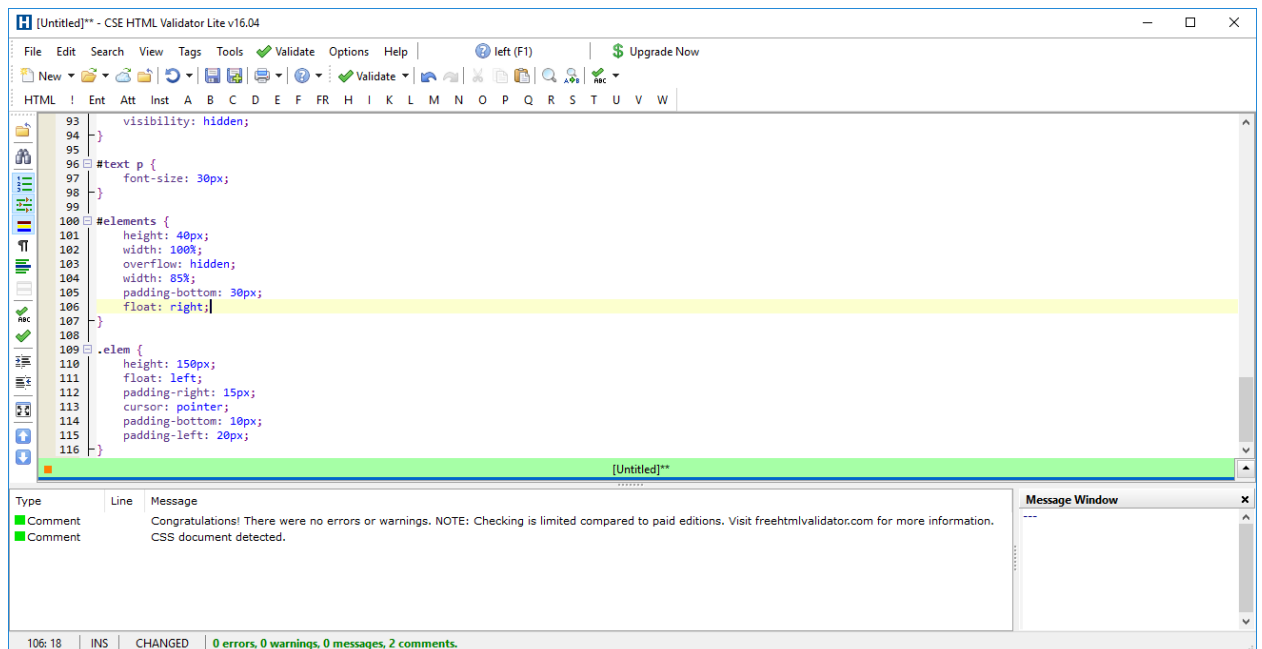 [Untitled]** - CSE HTML Validator Lite v16.04
File Edit Search View Tags Tools Validate Options Help left (F1) $ Upgrade Now
New Validate ABC
HTML ! Ent Att Inst A B C D E F FR H I K L M N O P Q R S T U V W
93 visibility: hidden;
94 }
95
96 #text p {
97 font-size: 30px;
98 }
99
100 #elements {
101 height: 40px;
102 width: 100%;
103 overflow: hidden;
104 width: 85%;
105 padding-bottom: 30px;
106 float: right;
107 }
108
109 .elem {
110 height: 150px;
111 float: left;
112 padding-right: 15px;
113 cursor: pointer;
114 padding-bottom: 10px;
115 padding-left: 20px;
116 }
ABC
[Untitled]**
Type Line Message
Comment Congratulations! There were no errors or warnings. NOTE: Checking is limited compared to paid editions. Visit freehtmlvalidator.com for more information.
Comment CSS document detected.
Message Window
---
106: 18 INS CHANGED 0 errors, 0 warnings, 0 messages, 2 comments.